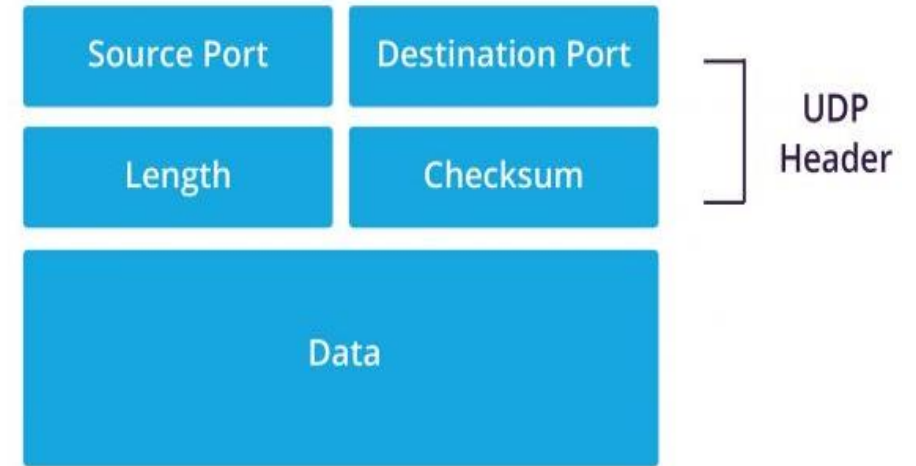 Source Port
Destination Port
Length
Checksum
UDP
Header
Data